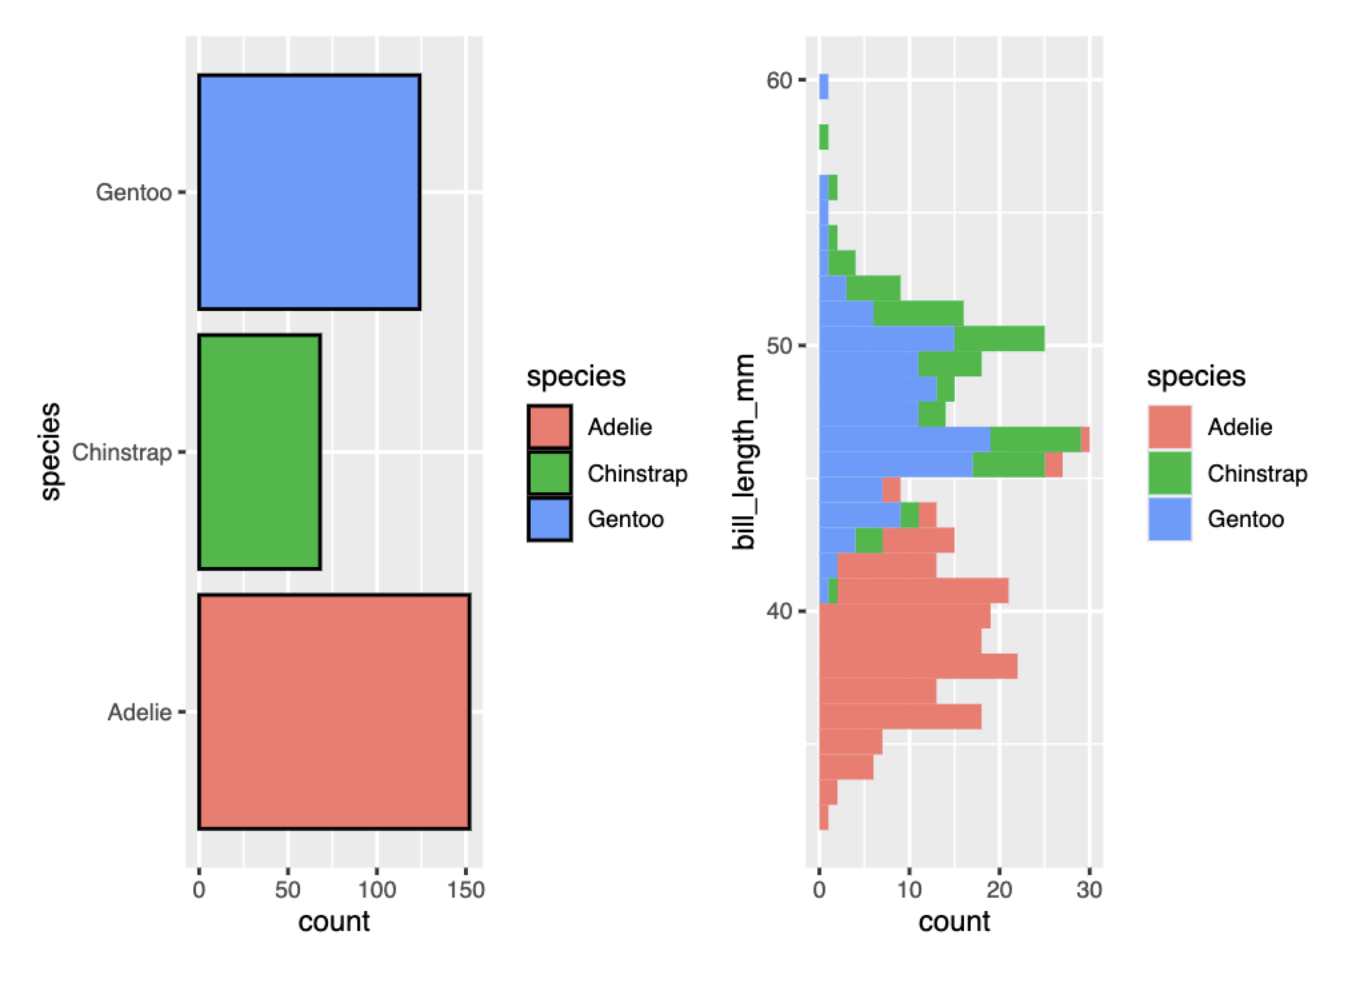 Gentoo
Chinstrap
Adelie
species
0 50 100 150
count
species
Adelie
Chinstrap
Gentoo
60
50
40
bill_length_mm
0 10 20 30
count
species
Adelie
Chinstrap
Gentoo